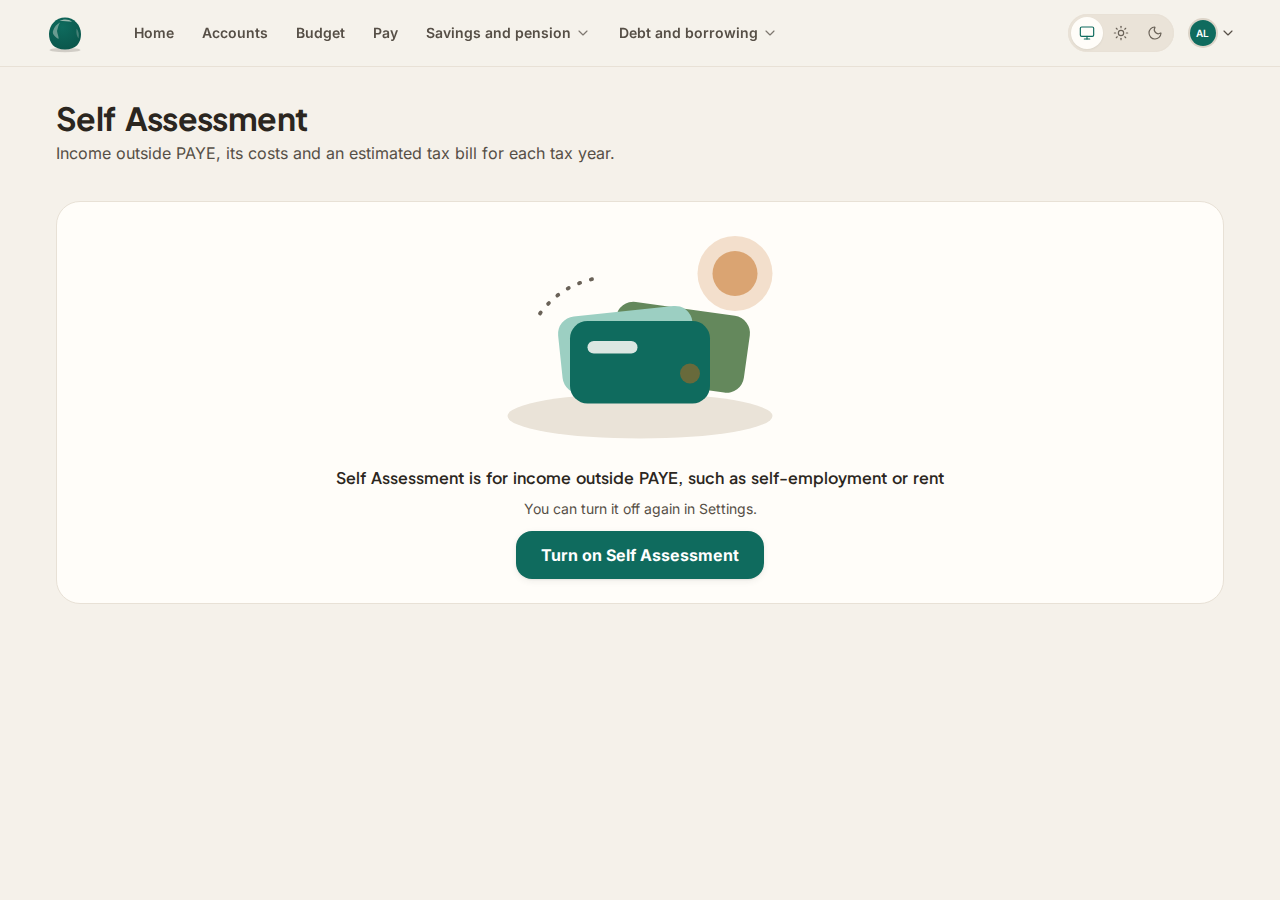 Home
Accounts
Budget
Pay
Savings and pension
Debt and borrowing
AL
Self Assessment
Income outside PAYE, its costs and an estimated tax bill for each tax year.
Self Assessment is for income outside PAYE, such as self-employment or rent
You can turn it off again in Settings.
Turn on Self Assessment